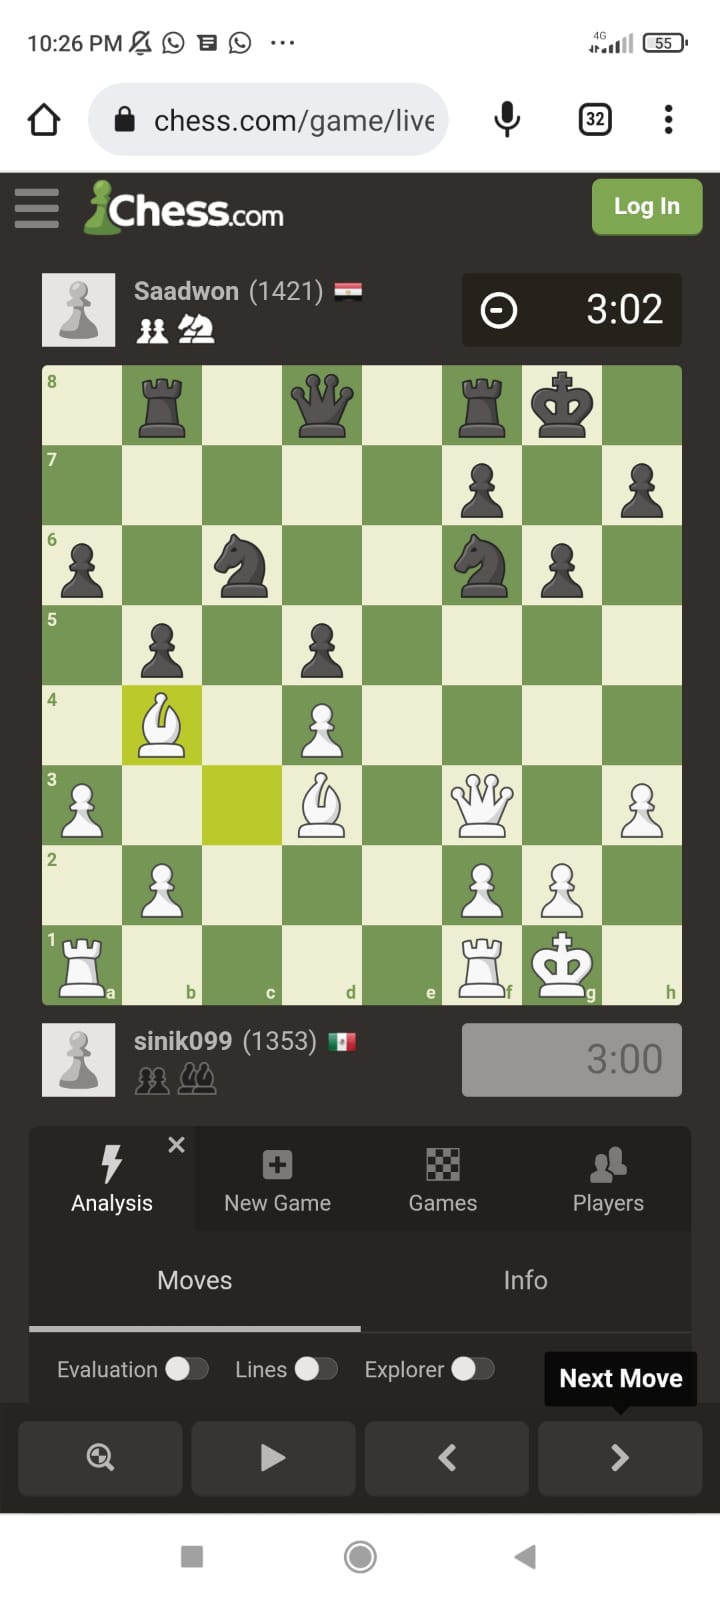 10:26 PM ...
4G
55
chess.com/game/live
32
Chess.com
Log In
Saadwon (1421)
3:02
8
7
6
5
4
3
2
1
a b c d e f g h
sinik099 (1353)
3:00
Analysis
New Game
Games
Players
Moves
Info
Evaluation
Lines
Explorer
Next Move